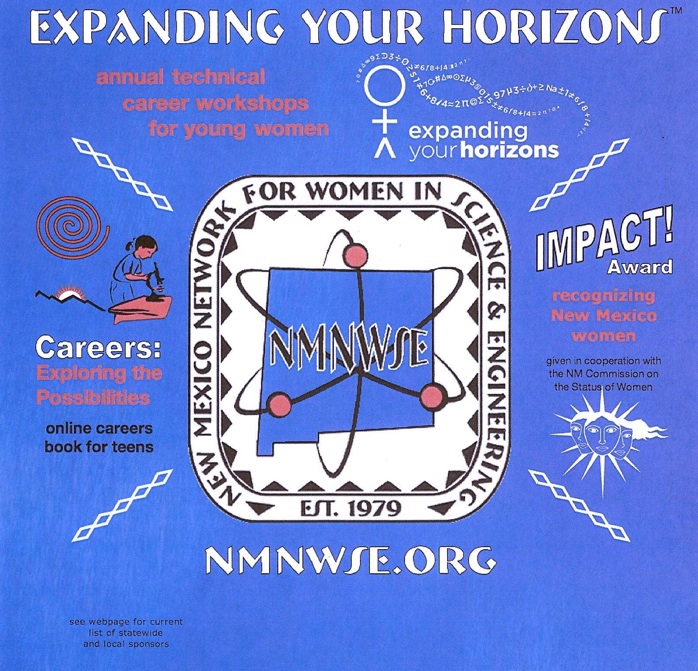 EXPANDING YOUR HORIZONS™
annual technical
career workshops
for young women
expanding
yourhorizons
NEW MEXICO NETWORK FOR WOMEN IN SCIENCE & ENGINEERING
NMNWSE
EST. 1979
Careers:
Exploring the
Possibilities
online careers
book for teens
IMPACT!
Award
recognizing
New Mexico
women
given in cooperation with
the NM Commission on
the Status of Women
NMNWSE.ORG
see webpage for current
list of statewide
and local sponsors